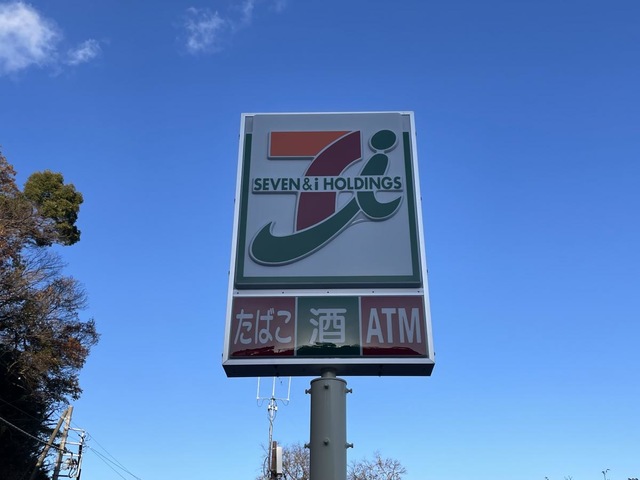 SEVEN&i HOLDINGS
たばこ 酒 ATM